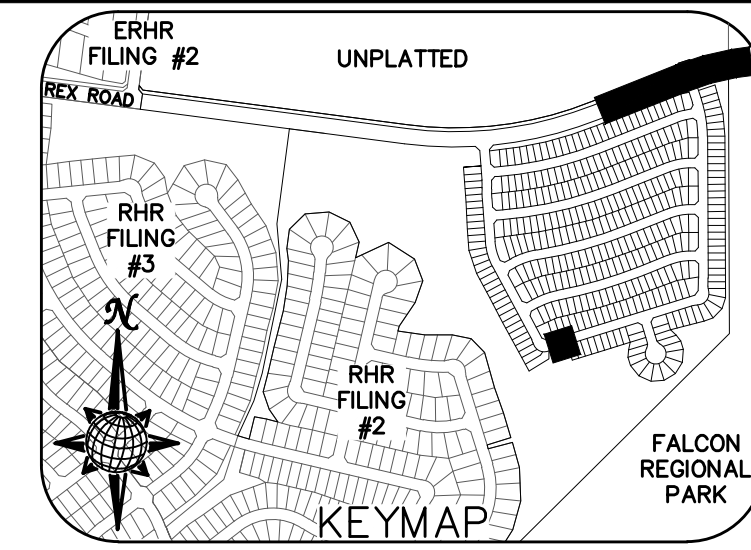 ERHR
FILING #2
UNPLATTED
REX ROAD
RHR
FILING
#3
N
RHR
FILING
#2
FALCON
REGIONAL
PARK
KEYMAP